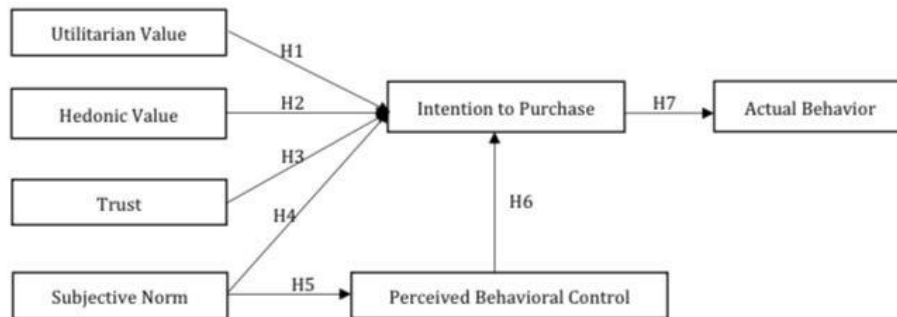 Utilitarian Value
H1
Hedonic Value
H2
Intention to Purchase
H7
Actual Behavior
H3
Trust
H4
H6
Subjective Norm
H5
Perceived Behavioral Control